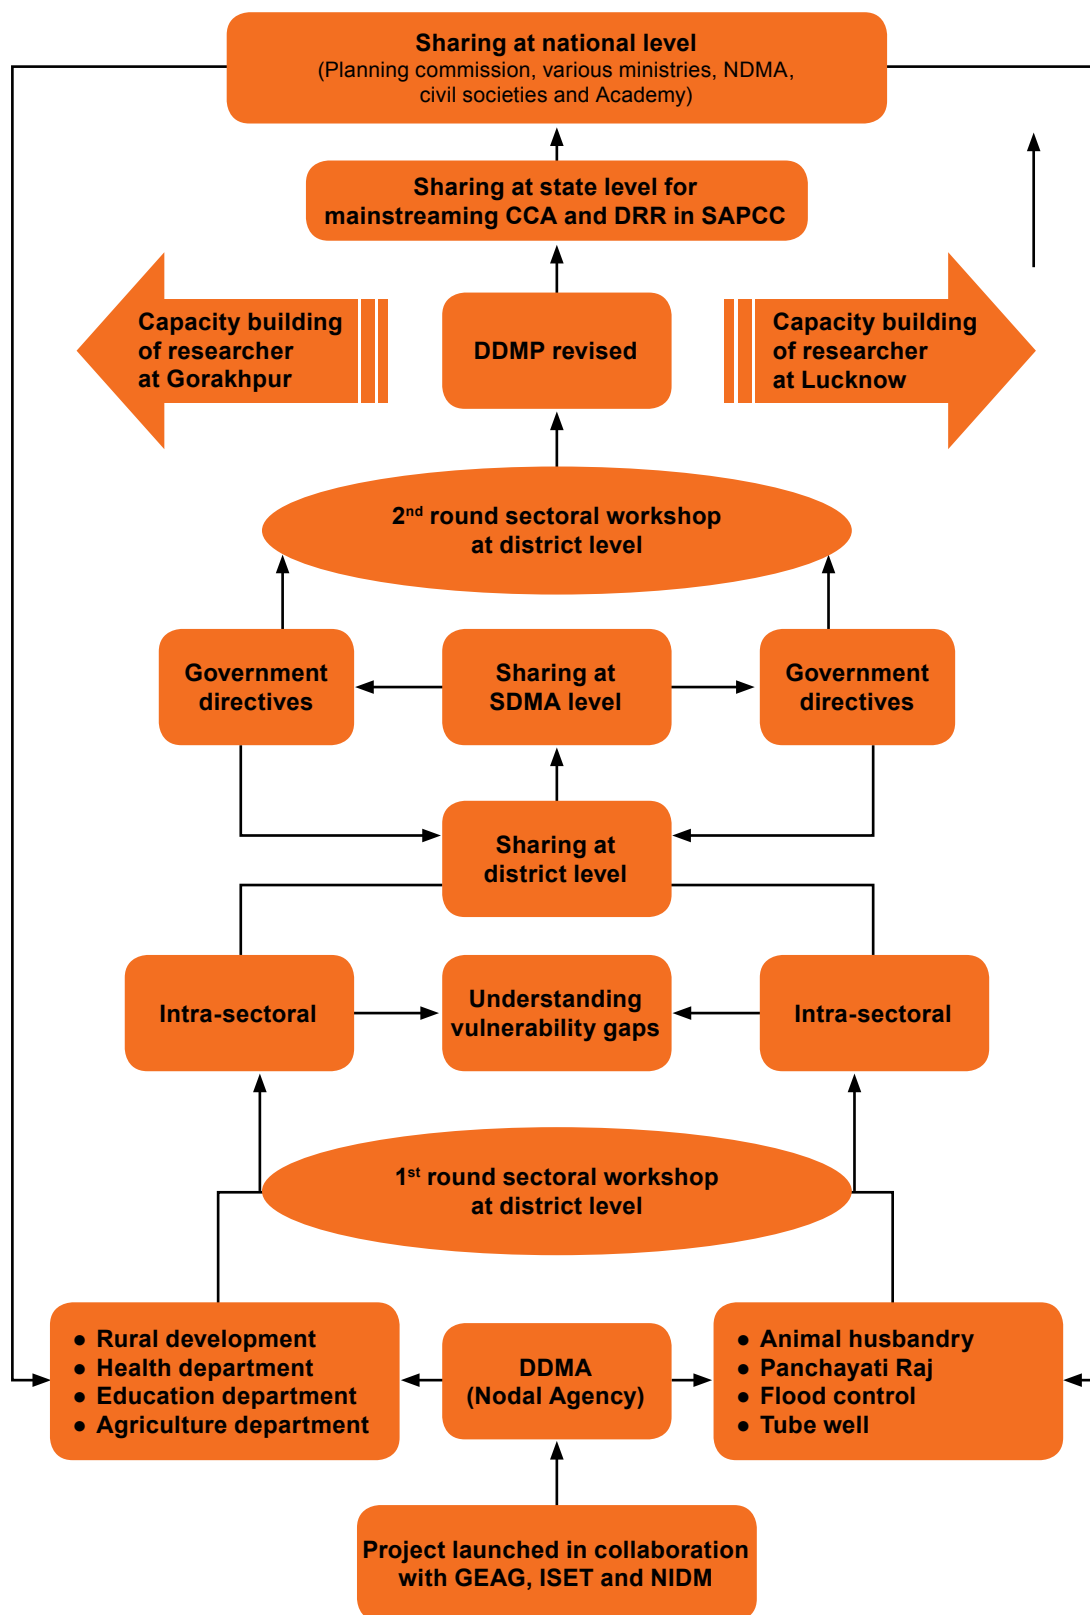 Sharing at national level
(Planning commission, various ministries, NDMA,
civil societies and Academy)
Sharing at state level for
mainstreaming CCA and DRR in SAPCC
Capacity building
of researcher
at Gorakhpur
DDMP revised
Capacity building
of researcher
at Lucknow
2nd round sectoral workshop
at district level
Government
directives
Sharing at
SDMA level
Government
directives
Sharing at
district level
Intra-sectoral
Understanding
vulnerability gaps
Intra-sectoral
1st round sectoral workshop
at district level
● Rural development
● Health department
● Education department
● Agriculture department
DDMA
(Nodal Agency)
● Animal husbandry
● Panchayati Raj
● Flood control
● Tube well
Project launched in collaboration
with GEAG, ISET and NIDM